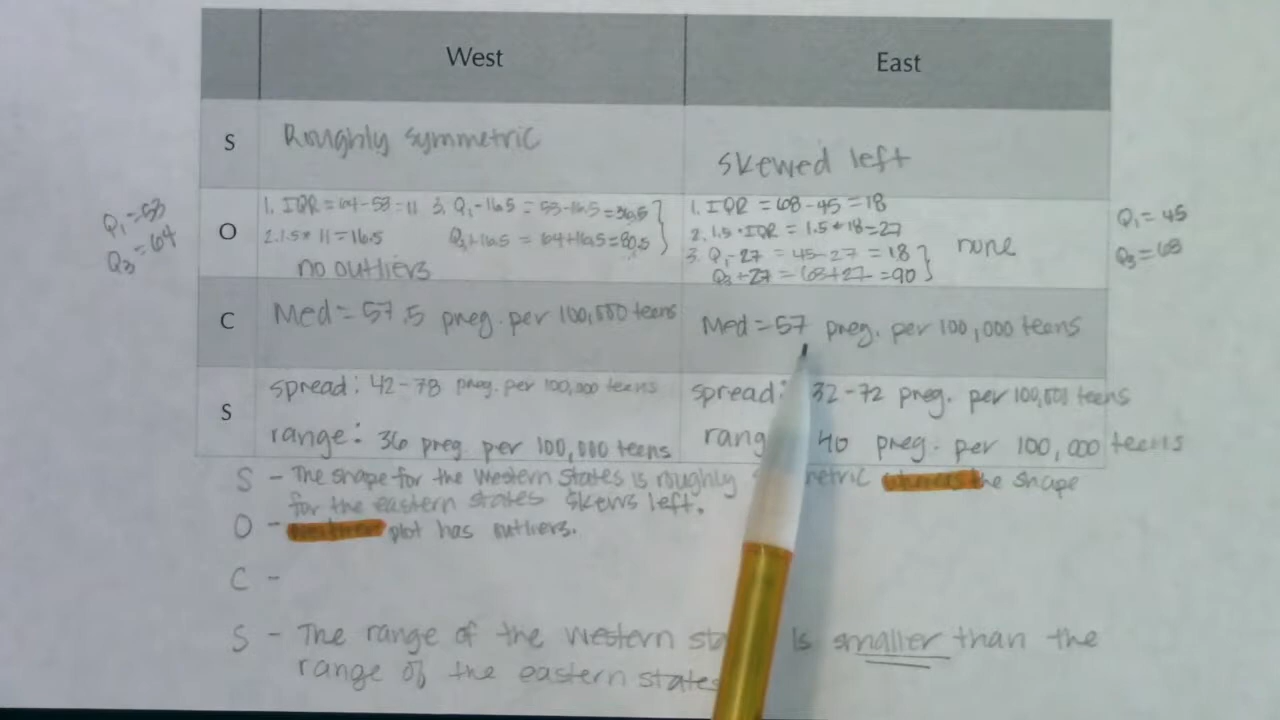 West East
S Roughly symmetric skewed left
Q₁=53
Q₃=64
O
1. IQR=64-53=11 3. Q₁-16.5=53-16.5=36.5
2. 1.5*11=16.5 Q₃+16.5=64+16.5=80.5
no outliers
1. IQR=68-45=18
2. 1.5·IQR=1.5*18=27
3. Q₁-27=45-27=18
Q₃+27=63+27=90
none
Q₁=45
C Med=57.5 preg. per 100,000 teens Med=57 preg. per 100,000 teens
S
spread: 42-78 preg. per 100,000 teens
range: 36 preg. per 100,000 teens
spread: 32-72 preg. per 100,000 teens
40 preg. per 100,000 teens
S - The shape for the western states is roughly the shape
for the eastern states skews left.
O - plot has outliers.
C -
S - The range of the western is smaller than the
range of the eastern states